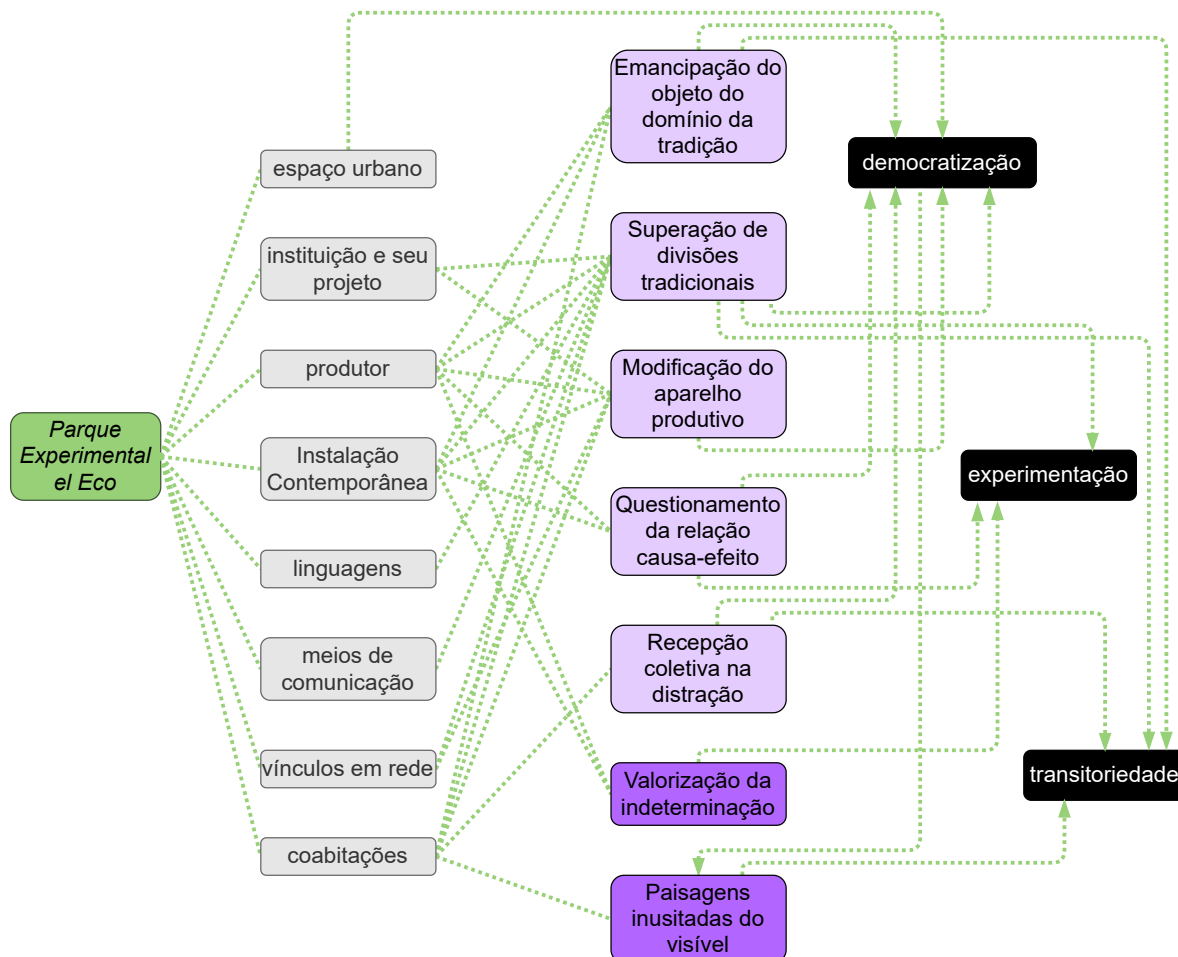 Parque
Experimental
el Eco
espaço urbano
instituição e seu
projeto
produtor
Instalação
Contemporânea
linguagens
meios de
comunicação
vínculos em rede
coabitações
Emancipação do
objeto do
domínio da
tradição
Superação de
divisões
tradicionais
Modificação do
aparelho
produtivo
Questionamento
da relação
causa-efeito
Recepção
coletiva na
distração
Valorização da
indeterminação
Paisagens
inusitadas do
visível
democratização
experimentação
transitoriedade